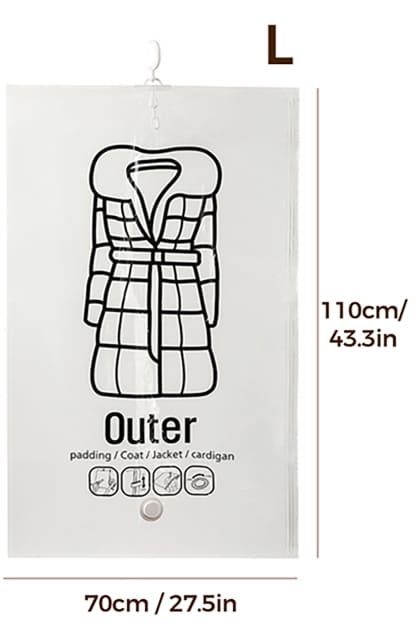 L
110cm/
43.3in
Outer
padding / Coat / Jacket / cardigan
70cm / 27.5in